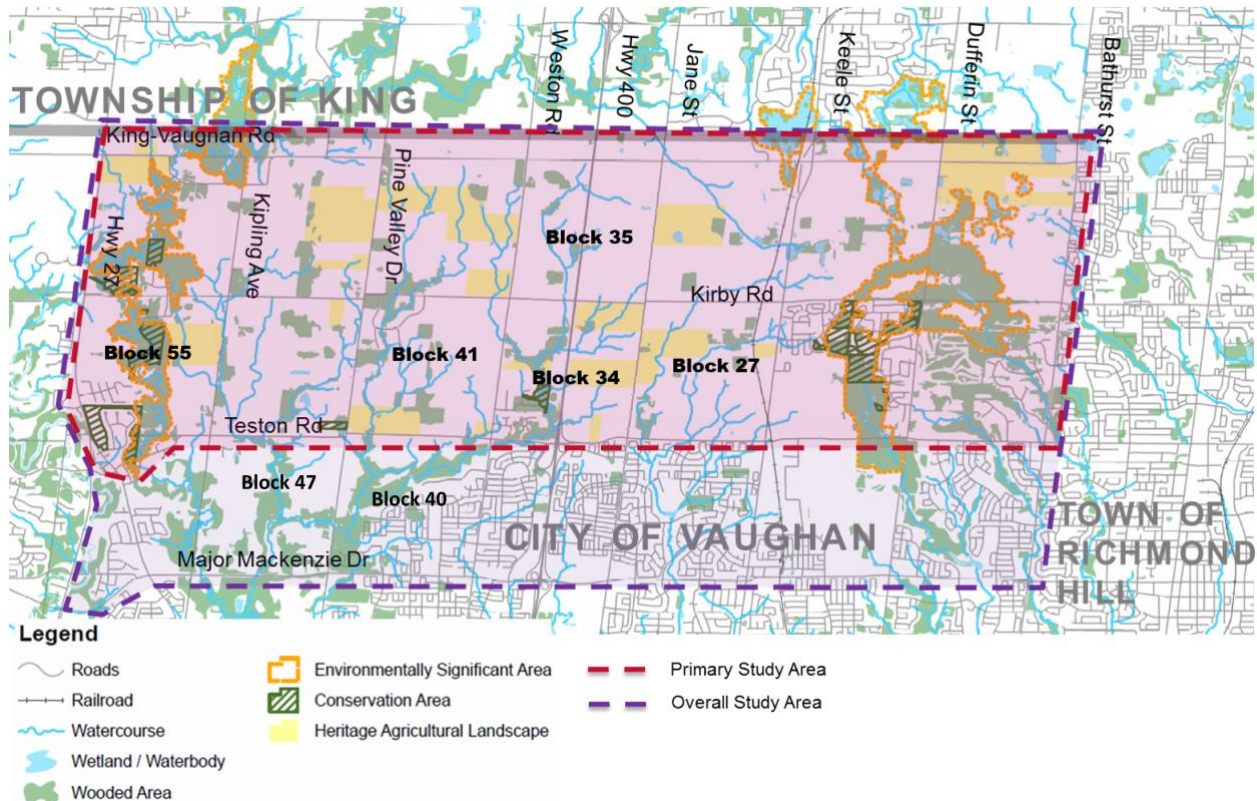 TOWNSHIP OF KING
King-Vaughan Rd
Hwy 27
Kipling Ave
Pine Valley Dr
Weston Rd
Hwy 400
Jane St
Keele St
Dufferin St
Bathurst St
Block 35
Kirby Rd
Block 55
Block 41
Block 34
Block 27
Teston Rd
Block 47
Block 40
CITY OF VAUGHAN
TOWN OF
RICHMOND
HILL
Major Mackenzie Dr
Legend
Roads
Railroad
Watercourse
Wetland / Waterbody
Wooded Area
Environmentally Significant Area
Conservation Area
Heritage Agricultural Landscape
Primary Study Area
Overall Study Area